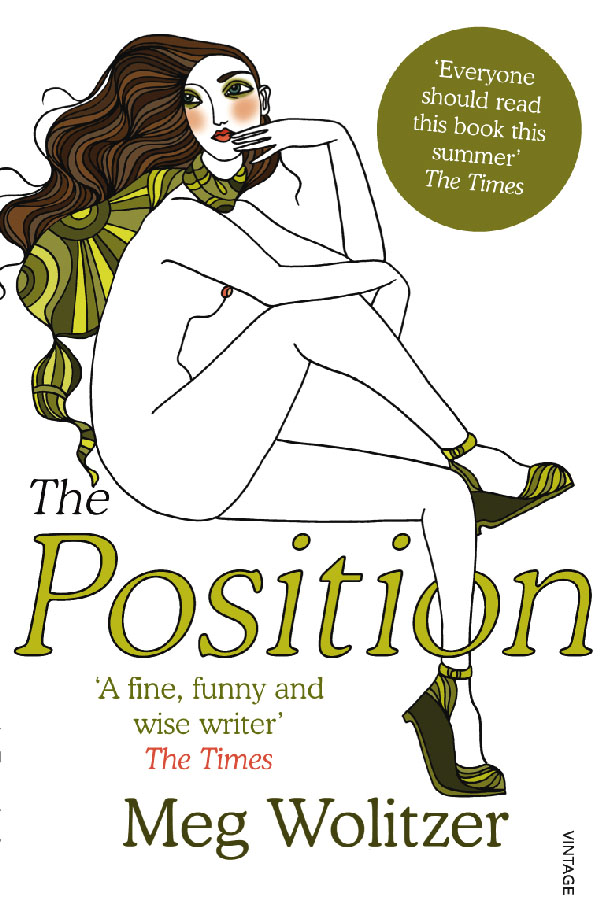 ‘Everyone
should read
this book this
summer’
The Times
The
Position
‘A fine, funny and
wise writer’
The Times
Meg Wolitzer
VINTAGE